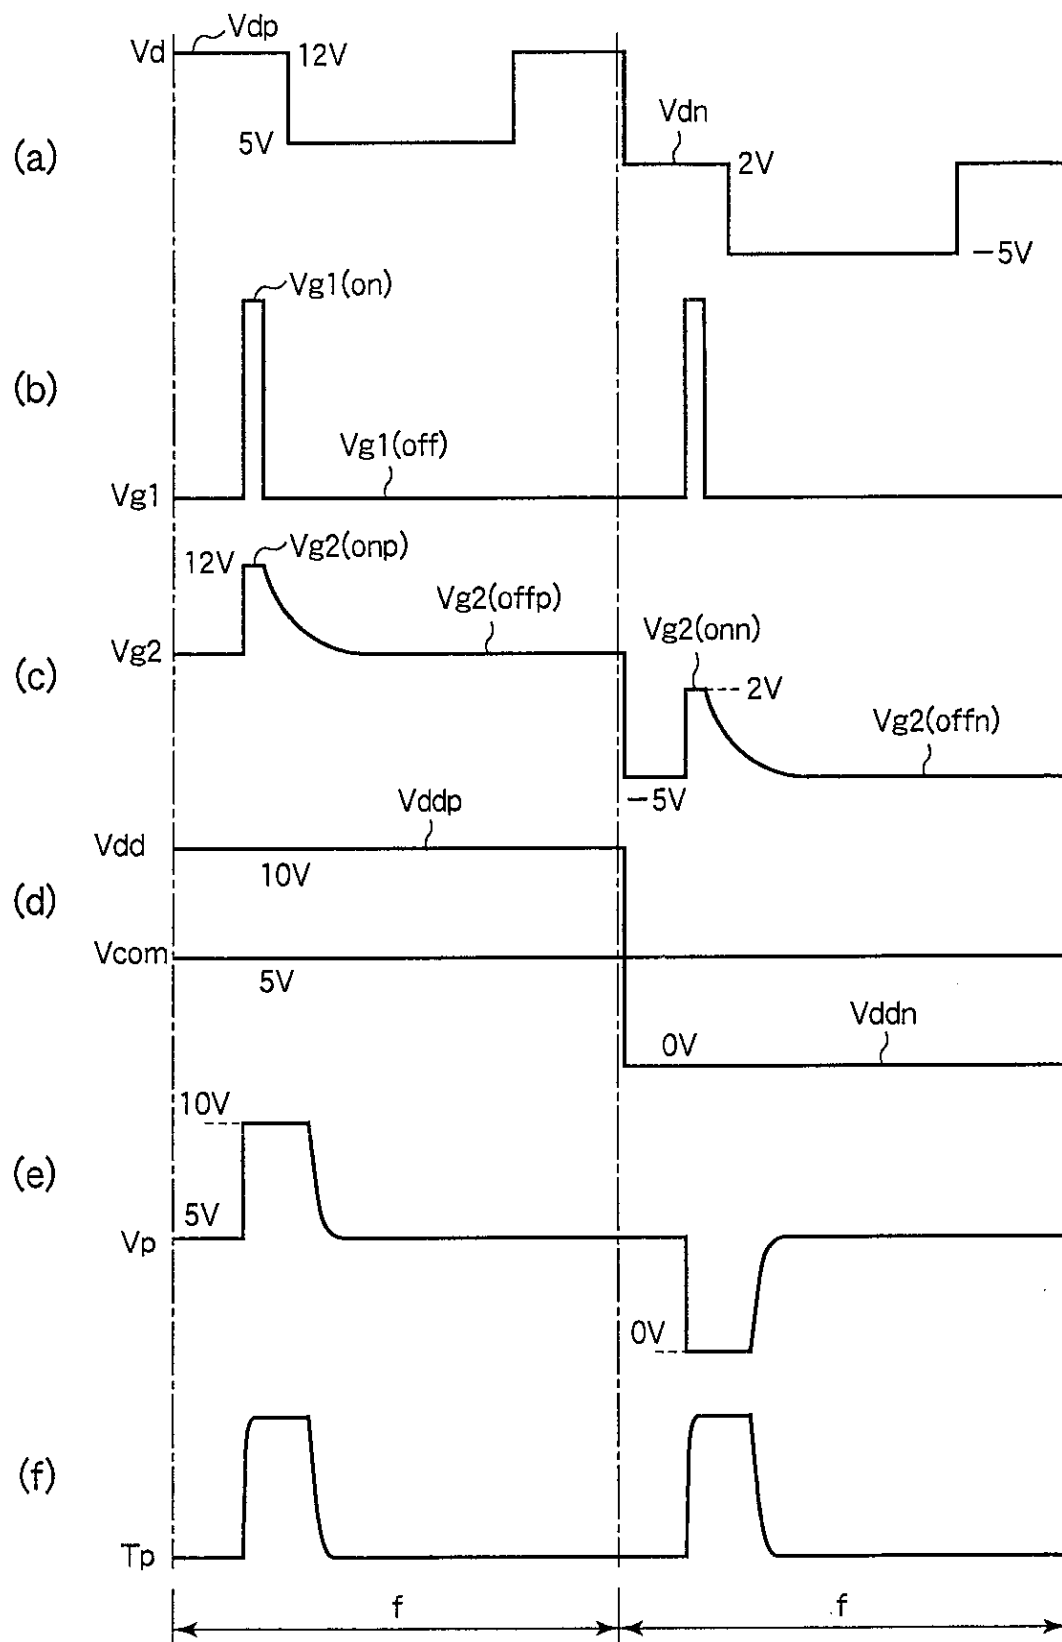 Vdp
Vd
12V
Vdn
(a)
5V
2V
−5V
Vg1(on)
(b)
Vg1(off)
Vg1
12V
Vg2(onp)
Vg2(offp)
Vg2(onn)
Vg2
(c)
2V
Vg2(offn)
−5V
Vddp
Vdd
10V
(d)
Vcom
5V
Vddn
0V
10V
(e)
5V
Vp
0V
(f)
Tp
f
f